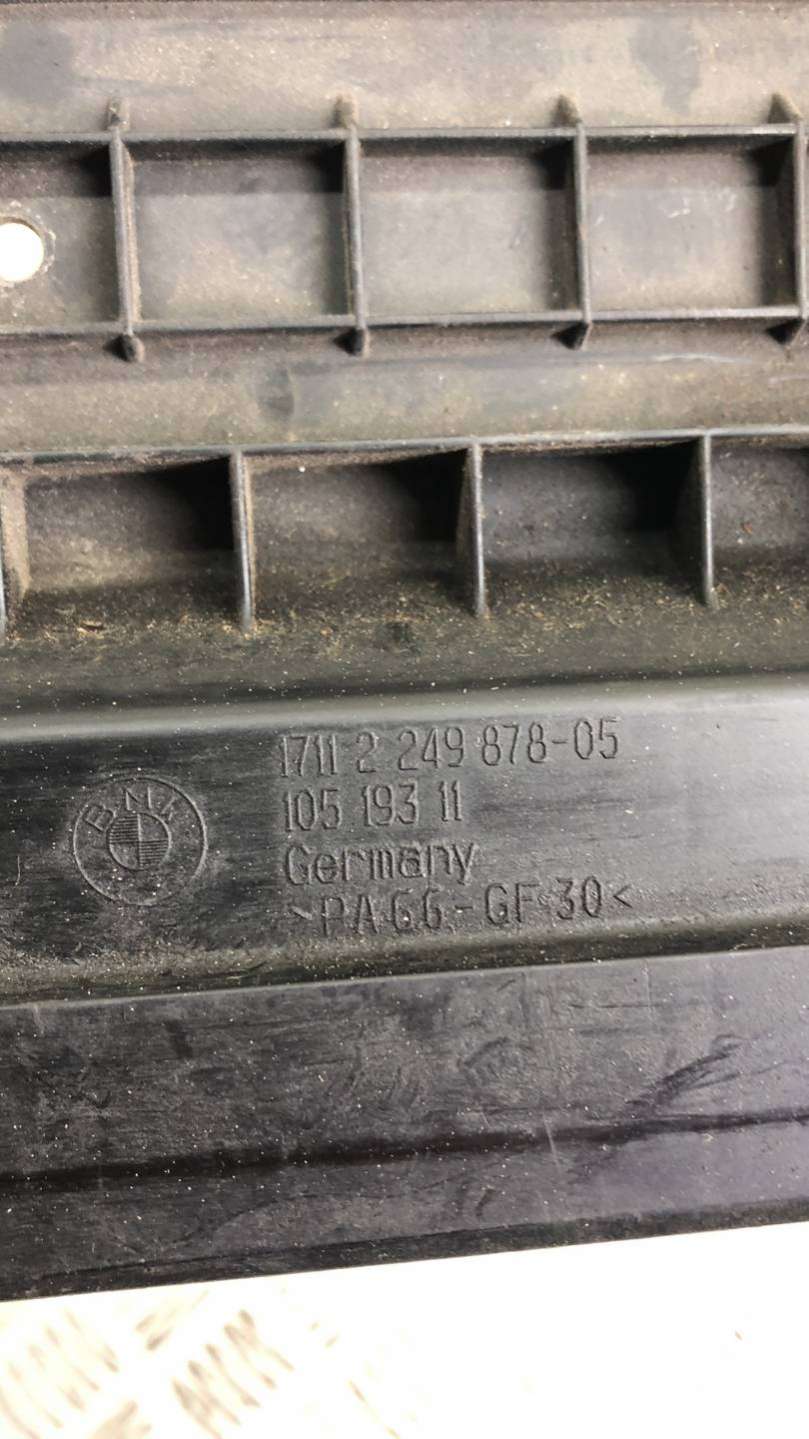 BMW
1711 2 249 878-05
105 193 11
Germany
>PA66-GF30<